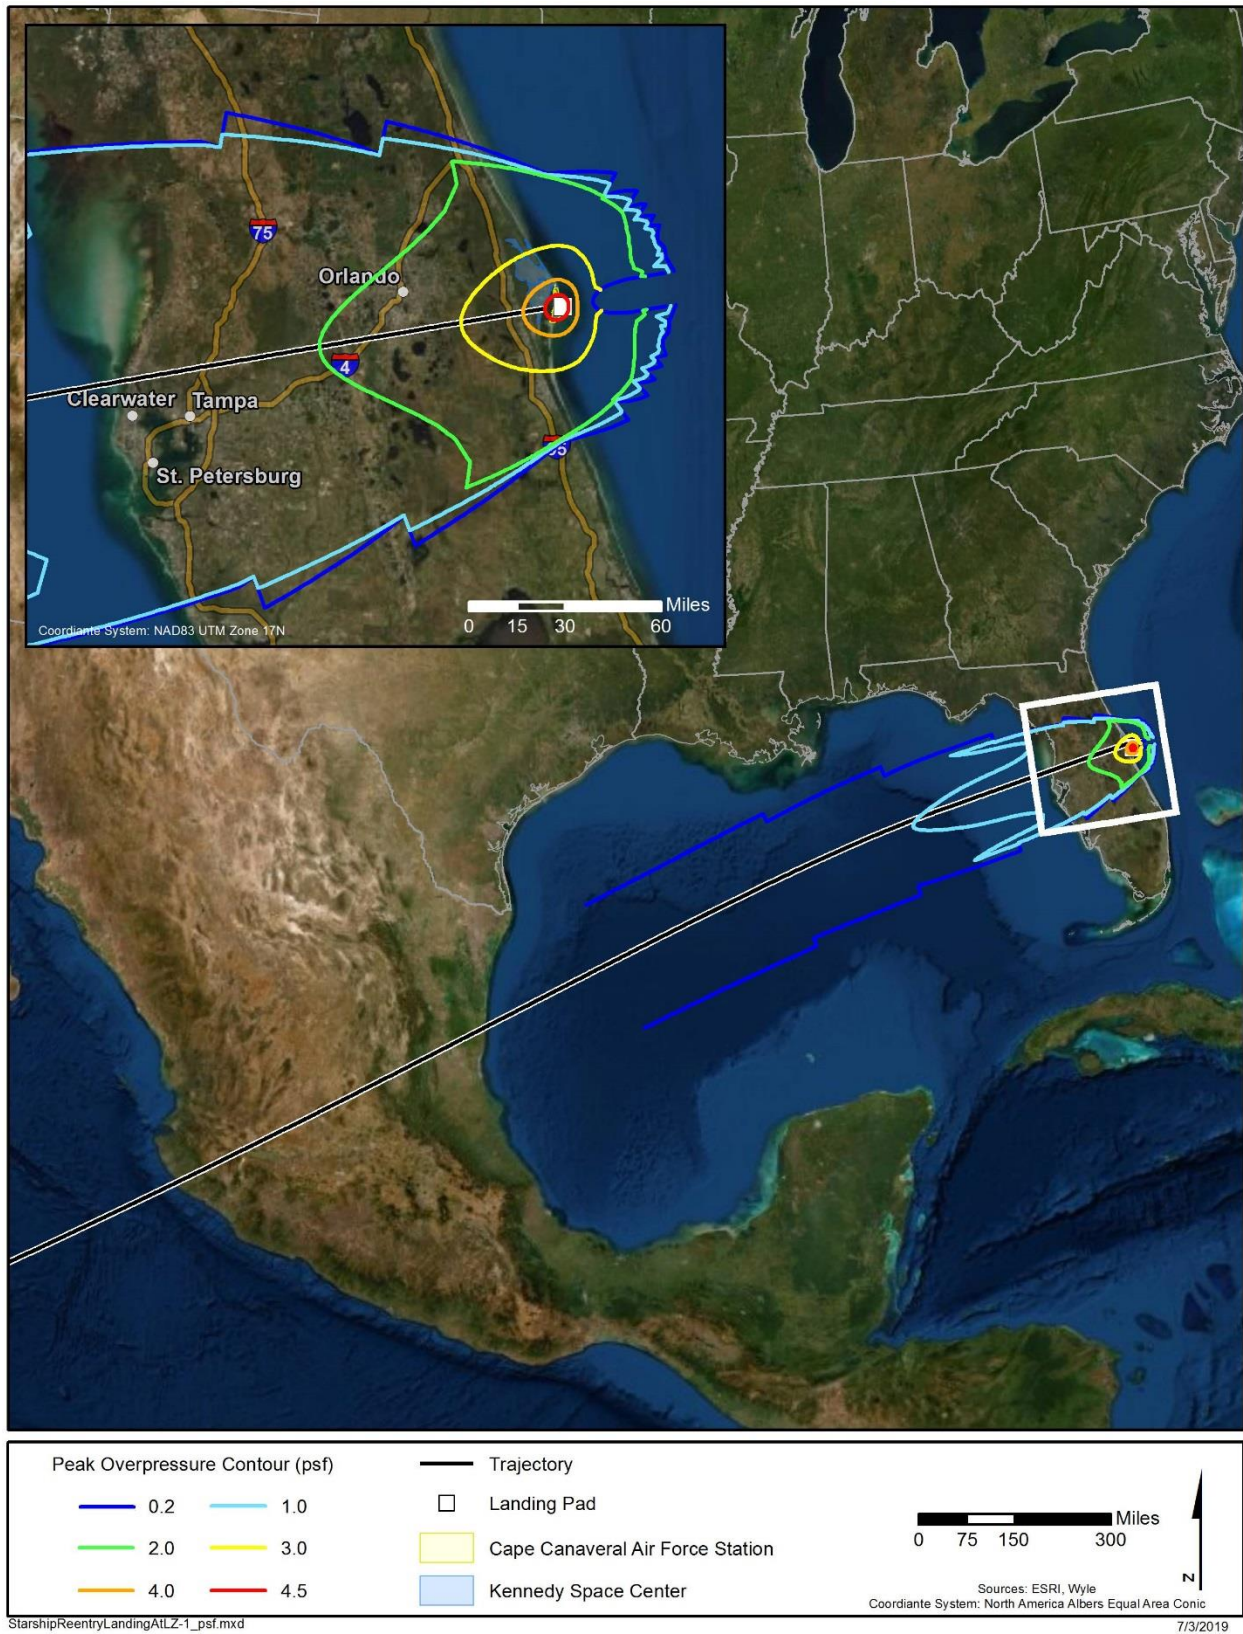 75
Orlando
4
Clearwater
Tampa
St. Petersburg
95
Miles
0 15 30 60
Coordiante System: NAD83 UTM Zone 17N
Peak Overpressure Contour (psf)
0.2 1.0
2.0 3.0
4.0 4.5
Trajectory
Landing Pad
Cape Canaveral Air Force Station
Kennedy Space Center
Miles
0 75 150 300
N
Sources: ESRI, Wyle
Coordiante System: North America Albers Equal Area Conic
StarshipReentryLandingAtLZ-1_psf.mxd
7/3/2019